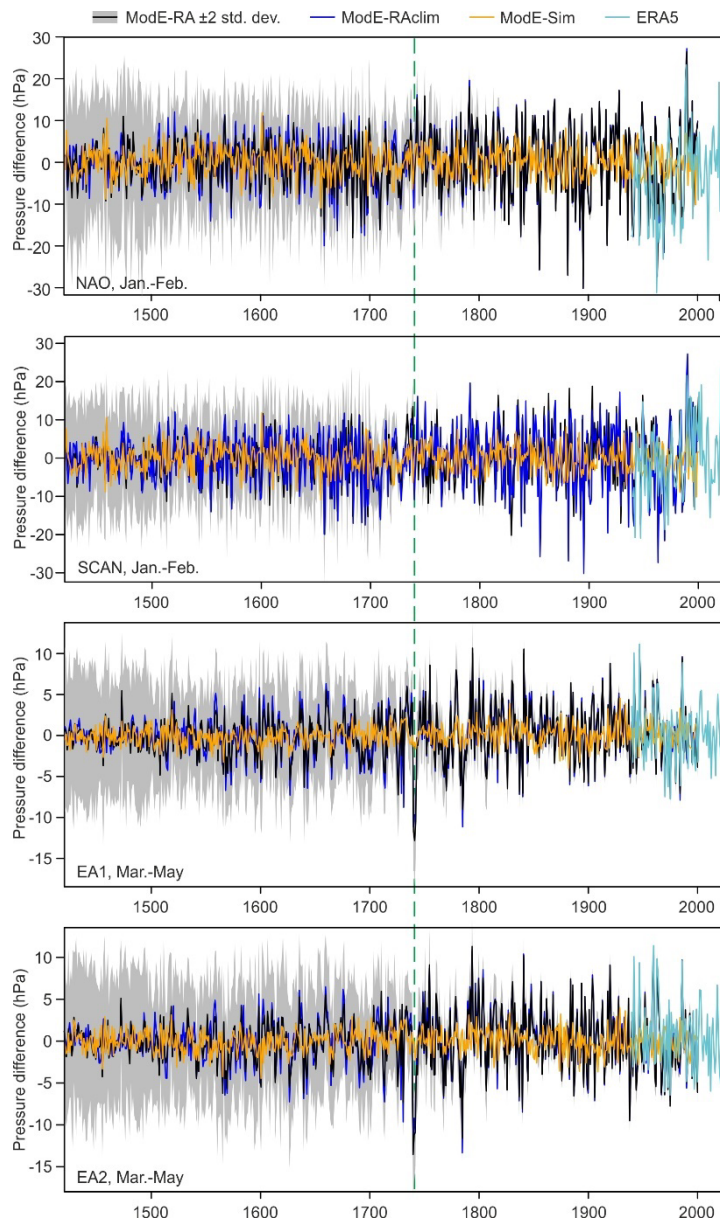 ModE-RA ±2 std. dev. ModE-RAclim ModE-Sim ERA5
Pressure difference (hPa)
30
20
10
0
-10
-20
-30
NAO, Jan.-Feb.
1500 1600 1700 1800 1900 2000
Pressure difference (hPa)
30
20
10
0
-10
-20
-30
SCAN, Jan.-Feb.
1500 1600 1700 1800 1900 2000
Pressure difference (hPa)
10
5
0
-5
-10
-15
EA1, Mar.-May
1500 1600 1700 1800 1900 2000
Pressure difference (hPa)
10
5
0
-5
-10
-15
EA2, Mar.-May
1500 1600 1700 1800 1900 2000